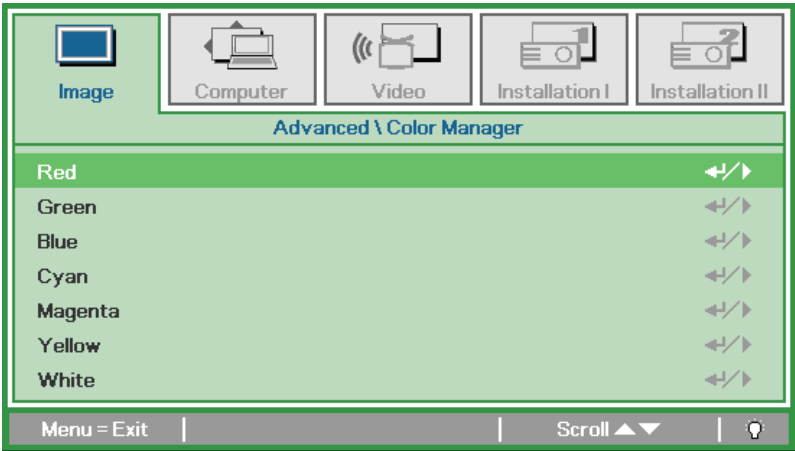 Image Computer Video Installation I Installation II
Advanced \ Color Manager
Red
Green
Blue
Cyan
Magenta
Yellow
White
Menu = Exit Scroll